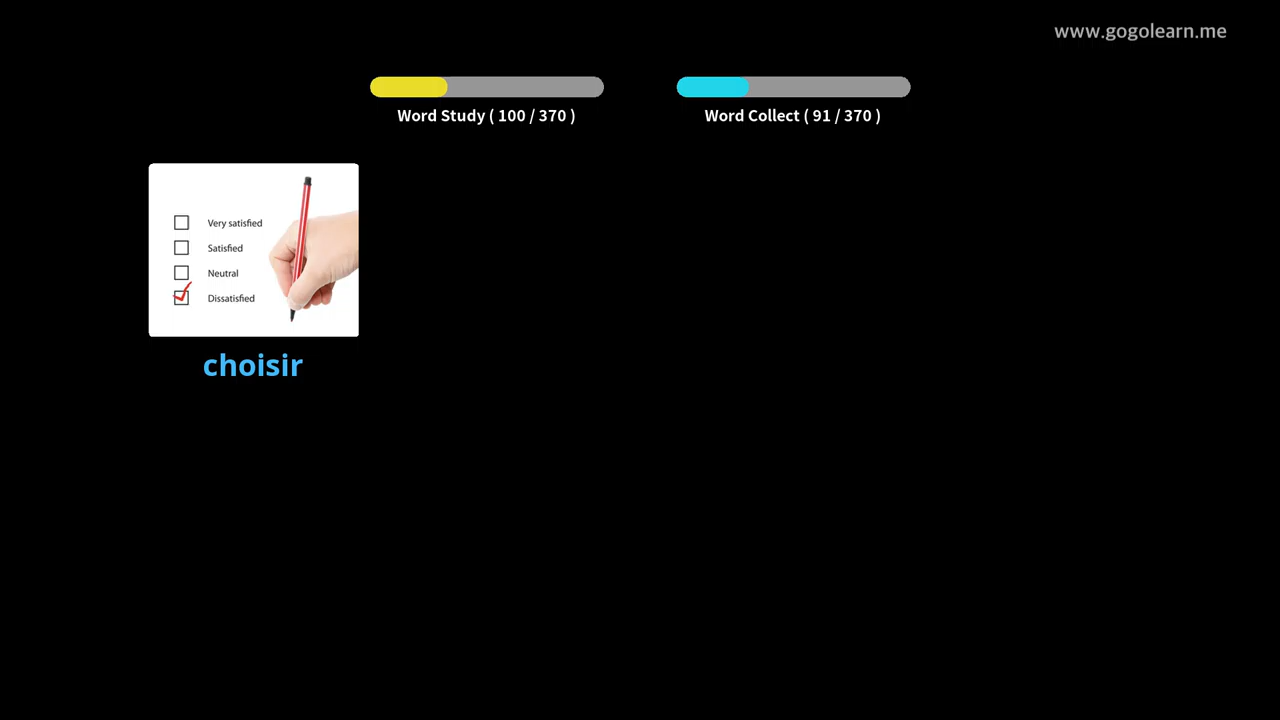 www.gogolearn.me
Word Study ( 100 / 370 )
Word Collect ( 91 / 370 )
Very satisfied
Satisfied
Neutral
Dissatisfied
choisir